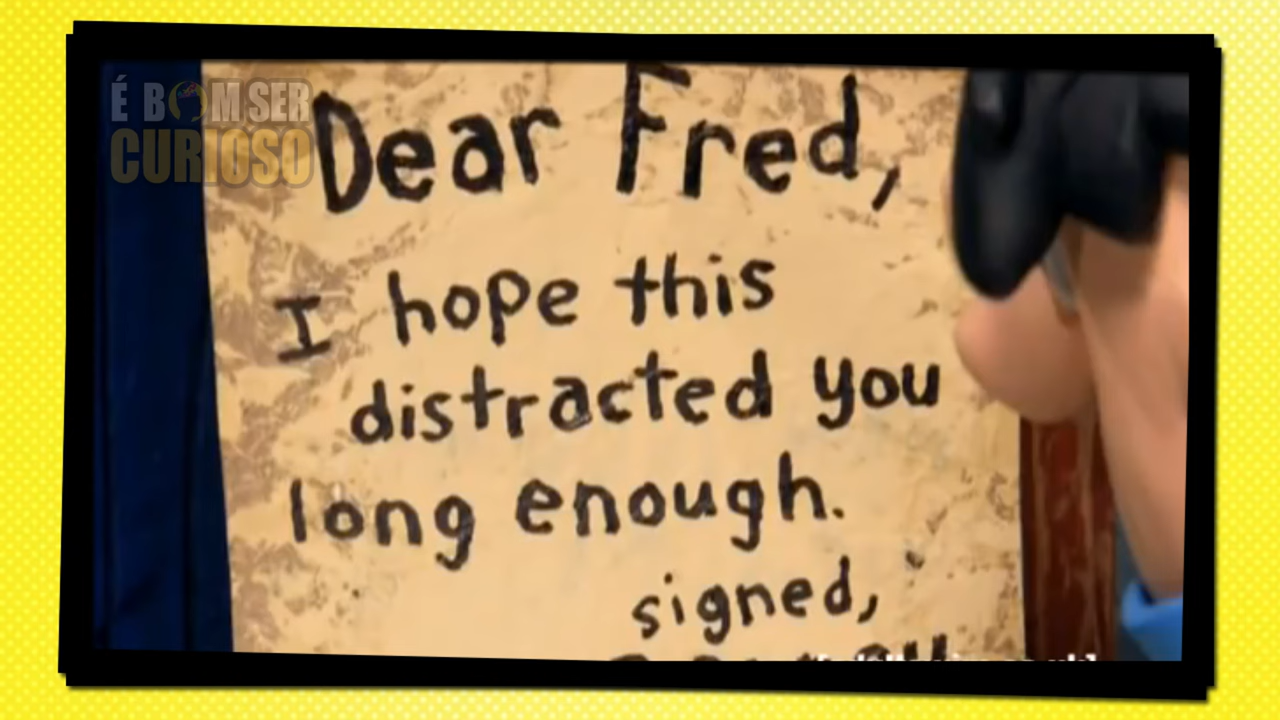 É BOM SER
CURIOSO
Dear Fred,
I hope this
distracted you
long enough.
signed,